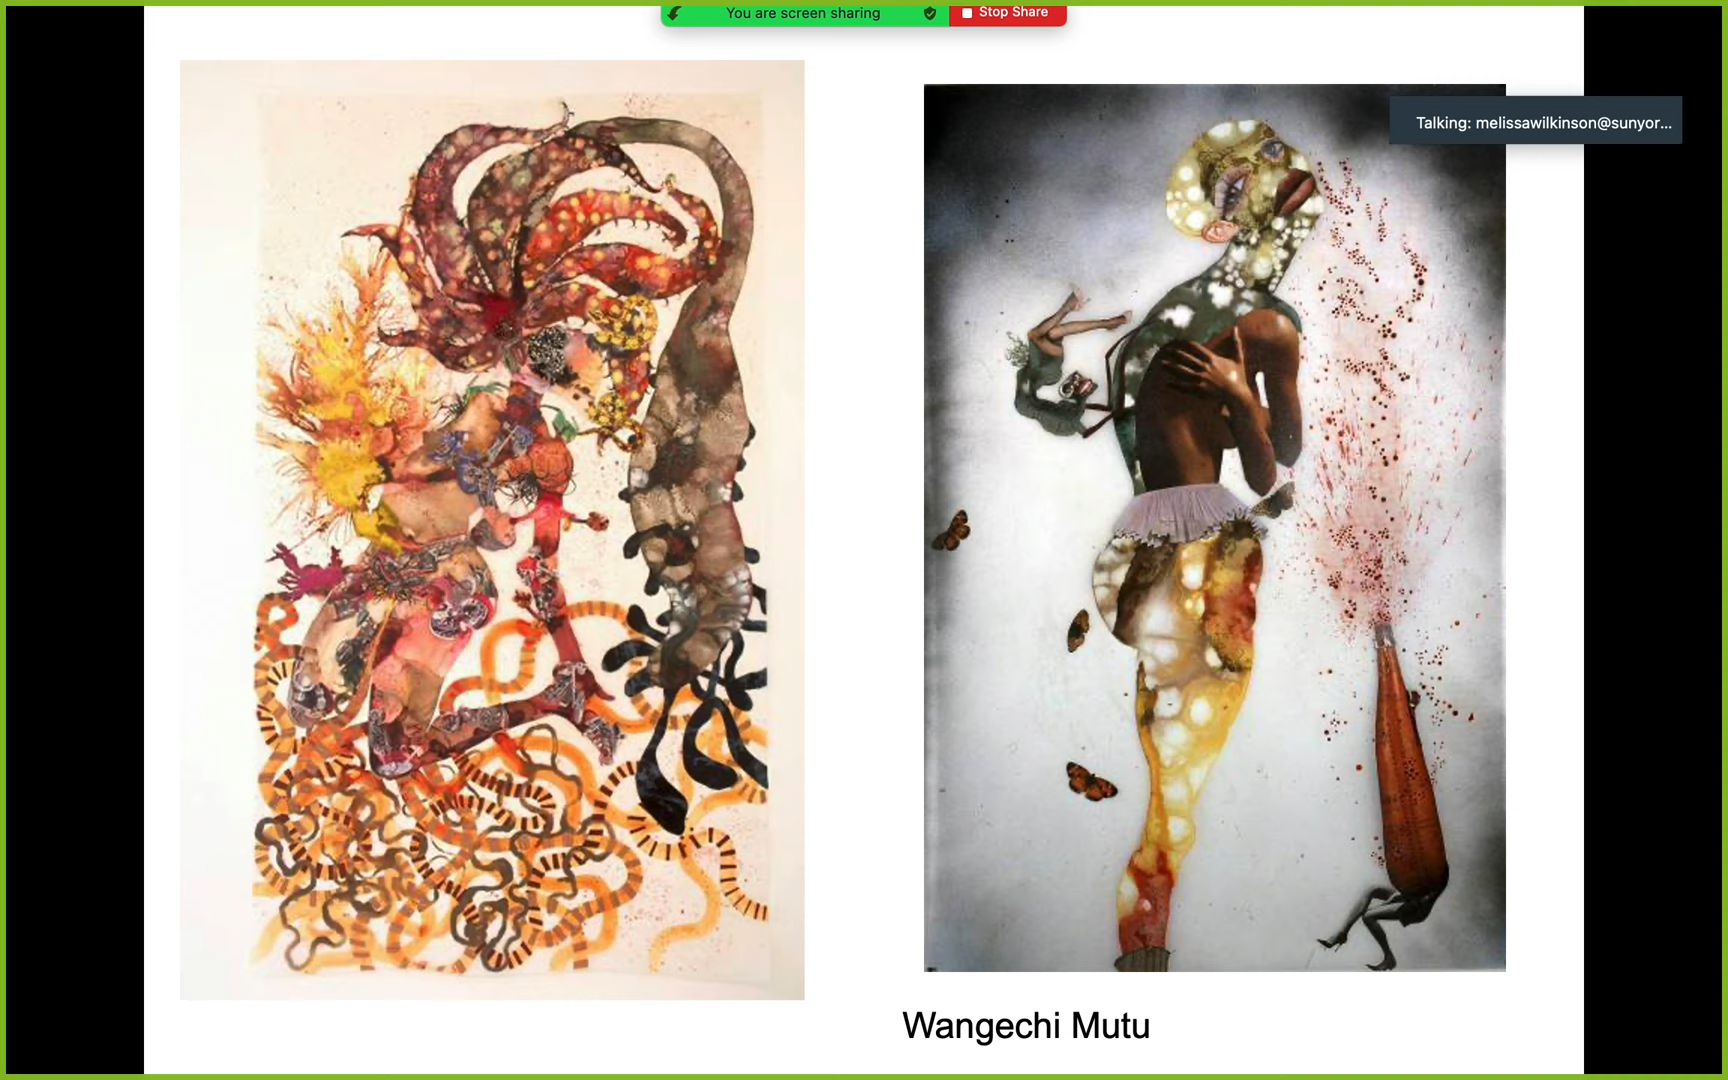 You are screen sharing
Stop Share
Talking: melissawilkinson@sunyor...
Wangechi Mutu